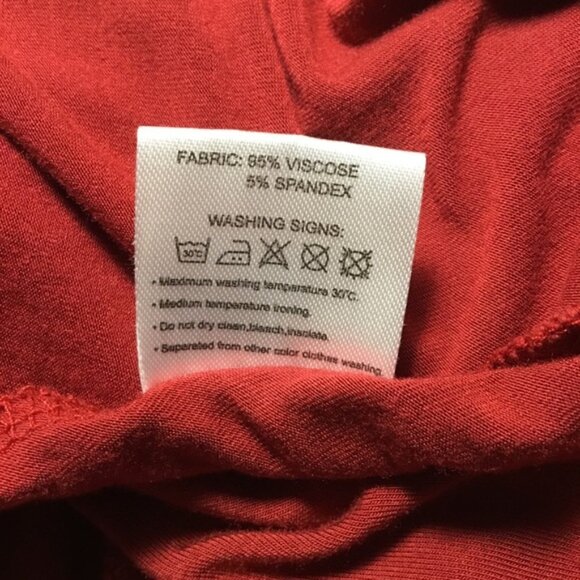 FABRIC: 95% VISCOSE
5% SPANDEX
WASHING SIGNS:
30°C
• Maximum washing temperature 30°C.
• Medium temperature ironing.
• Do not dry clean,bleach,insolate.
• Separated from other color clothes washing.